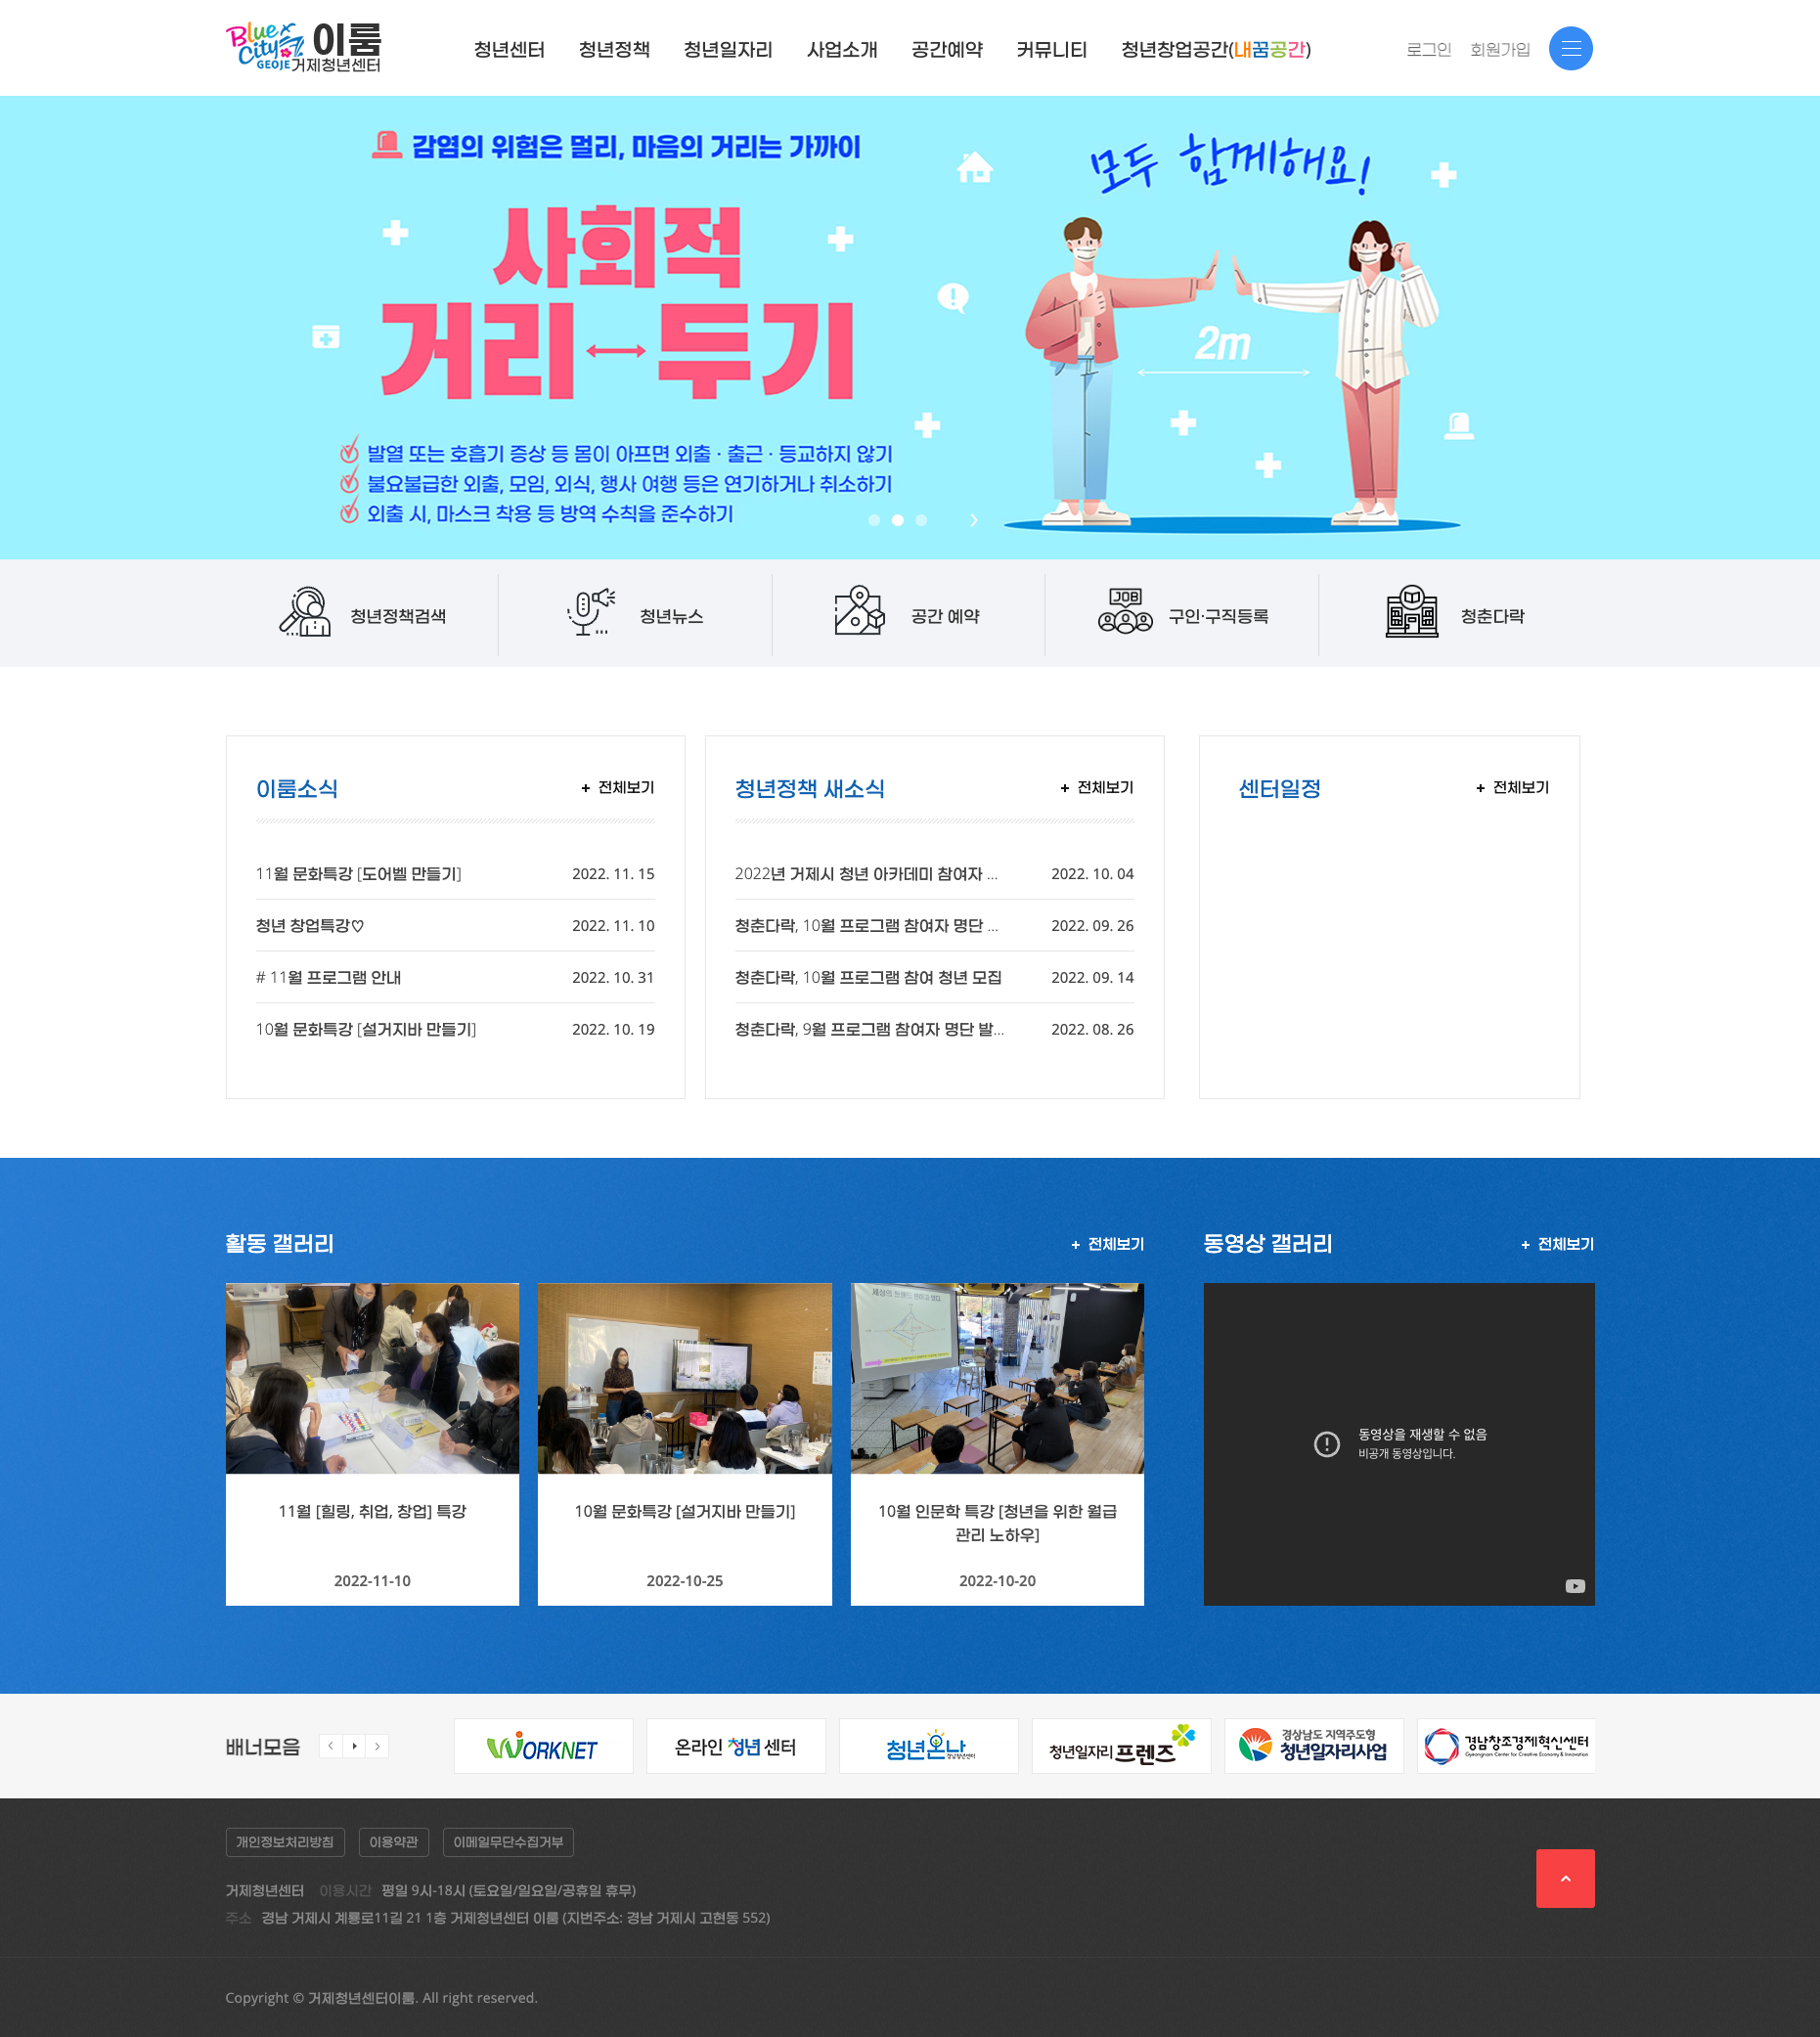 Blue City GEOJE 이룸 거제청년센터
청년센터 청년정책 청년일자리 사업소개 공간예약 커뮤니티 청년창업공간(내꿈공간)
로그인 회원가입
감염의 위험은 멀리, 마음의 거리는 가까이
모두 함께해요!
사회적
거리↔두기
2m
발열 또는 호흡기 증상 등 몸이 아프면 외출 · 출근 · 등교하지 않기
불요불급한 외출, 모임, 외식, 행사 여행 등은 연기하거나 취소하기
외출 시, 마스크 착용 등 방역 수칙을 준수하기
청년정책검색 청년뉴스 공간 예약 JOB 구인·구직등록 청춘다락
이룸소식 + 전체보기
11월 문화특강 [도어벨 만들기] 2022. 11. 15
청년 창업특강♡ 2022. 11. 10
# 11월 프로그램 안내 2022. 10. 31
10월 문화특강 [설거지바 만들기] 2022. 10. 19
청년정책 새소식 + 전체보기
2022년 거제시 청년 아카데미 참여자 ... 2022. 10. 04
청춘다락, 10월 프로그램 참여자 명단 ... 2022. 09. 26
청춘다락, 10월 프로그램 참여 청년 모집 2022. 09. 14
청춘다락, 9월 프로그램 참여자 명단 발... 2022. 08. 26
센터일정 + 전체보기
활동 갤러리 + 전체보기
11월 [힐링, 취업, 창업] 특강
2022-11-10
10월 문화특강 [설거지바 만들기]
2022-10-25
10월 인문학 특강 [청년을 위한 월급
관리 노하우]
2022-10-20
동영상 갤러리 + 전체보기
동영상을 재생할 수 없음
비공개 동영상입니다.
배너모음
WORKNET
온라인 청년 센터
청년온나
청년일자리 프렌즈
경상남도 지역주도형
청년일자리사업
경남창조경제혁신센터
Gyeongnam Center for Creative Economy & Innovation
개인정보처리방침 이용약관 이메일무단수집거부
거제청년센터 이용시간 평일 9시-18시 (토요일/일요일/공휴일 휴무)
주소 경남 거제시 계룡로11길 21 1층 거제청년센터 이룸 (지번주소: 경남 거제시 고현동 552)
Copyright © 거제청년센터이룸. All right reserved.